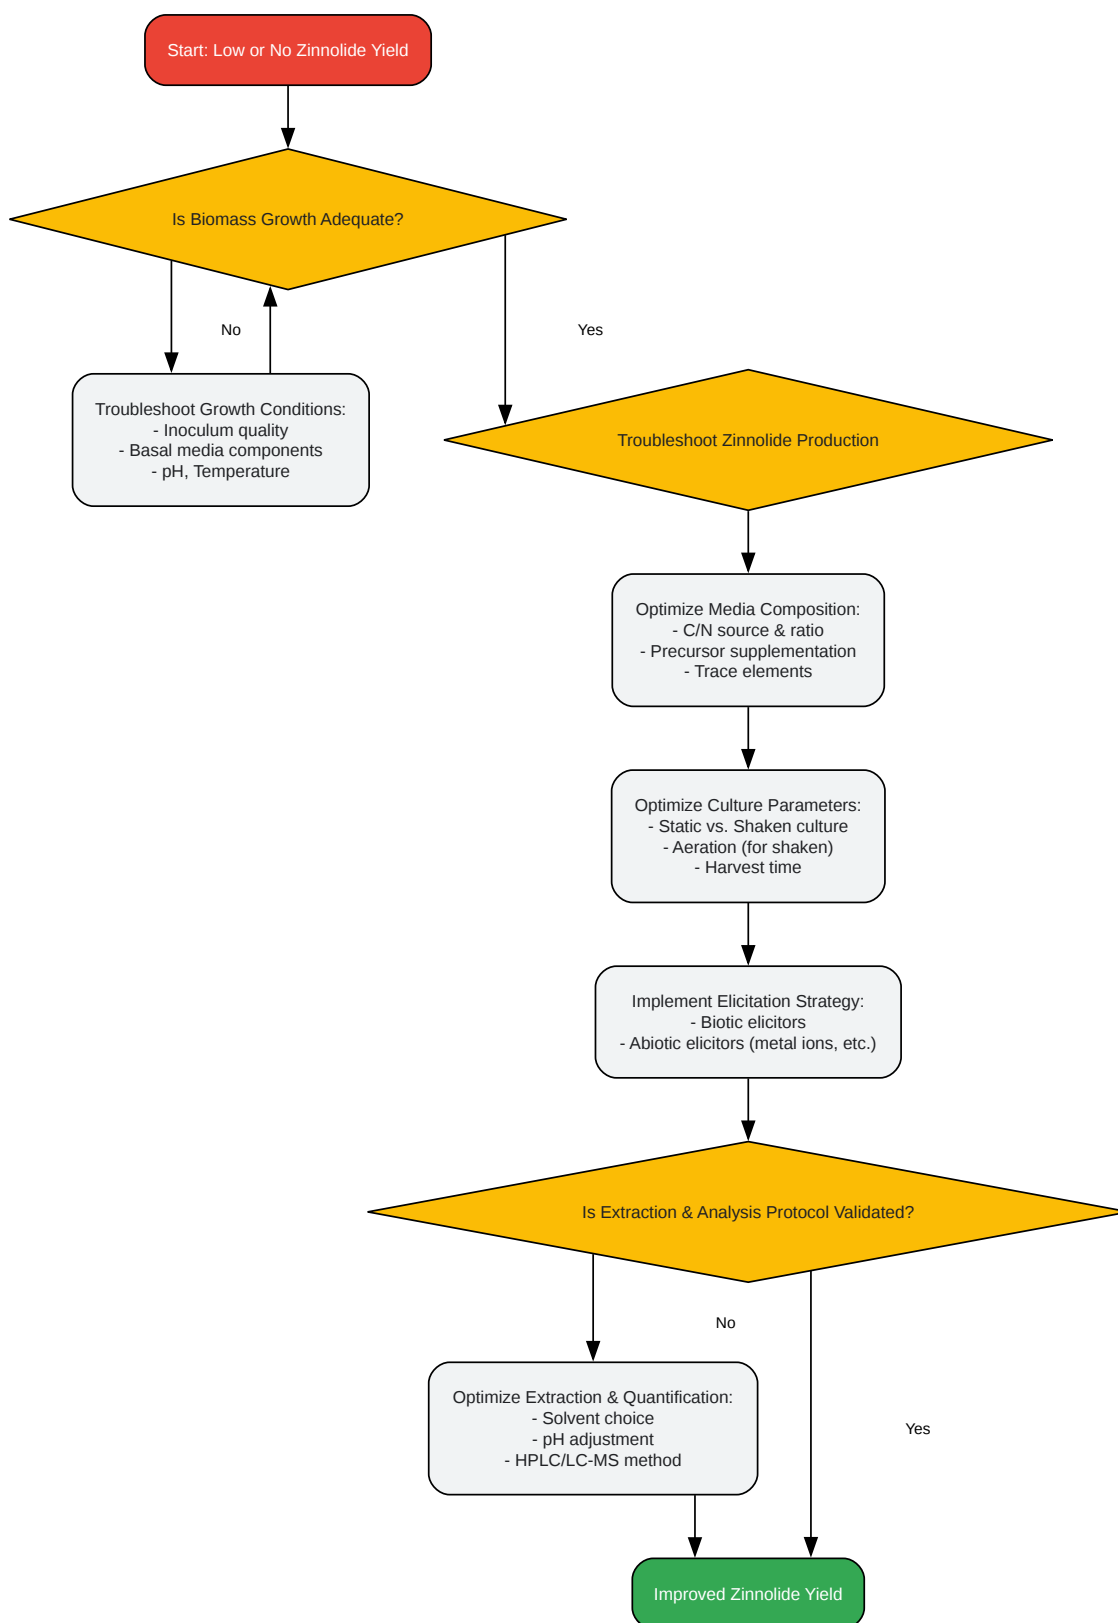 Start: Low or No Zinnolide Yield
Is Biomass Growth Adequate?
No
Yes
Troubleshoot Growth Conditions:
- Inoculum quality
- Basal media components
- pH, Temperature
Troubleshoot Zinnolide Production
Optimize Media Composition:
- C/N source & ratio
- Precursor supplementation
- Trace elements
Optimize Culture Parameters:
- Static vs. Shaken culture
- Aeration (for shaken)
- Harvest time
Implement Elicitation Strategy:
- Biotic elicitors
- Abiotic elicitors (metal ions, etc.)
Is Extraction & Analysis Protocol Validated?
No
Optimize Extraction & Quantification:
- Solvent choice
- pH adjustment
- HPLC/LC-MS method
Yes
Improved Zinnolide Yield